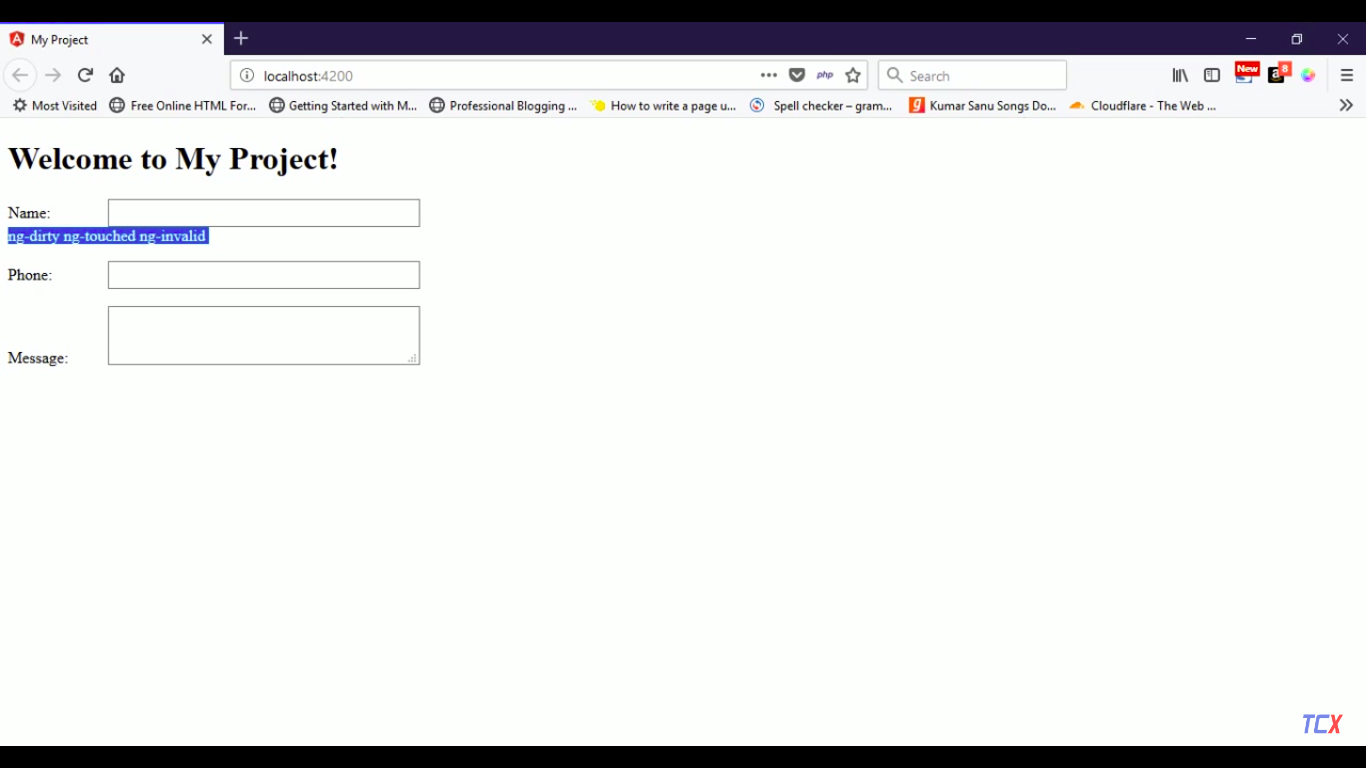 My Project
localhost:4200
php
Search
New
a
8
Most Visited
Free Online HTML For...
Getting Started with M...
Professional Blogging ...
How to write a page u...
Spell checker – gram...
g
Kumar Sanu Songs Do...
Cloudflare - The Web ...
Welcome to My Project!
Name:
ng-dirty ng-touched ng-invalid
Phone:
Message:
TCX